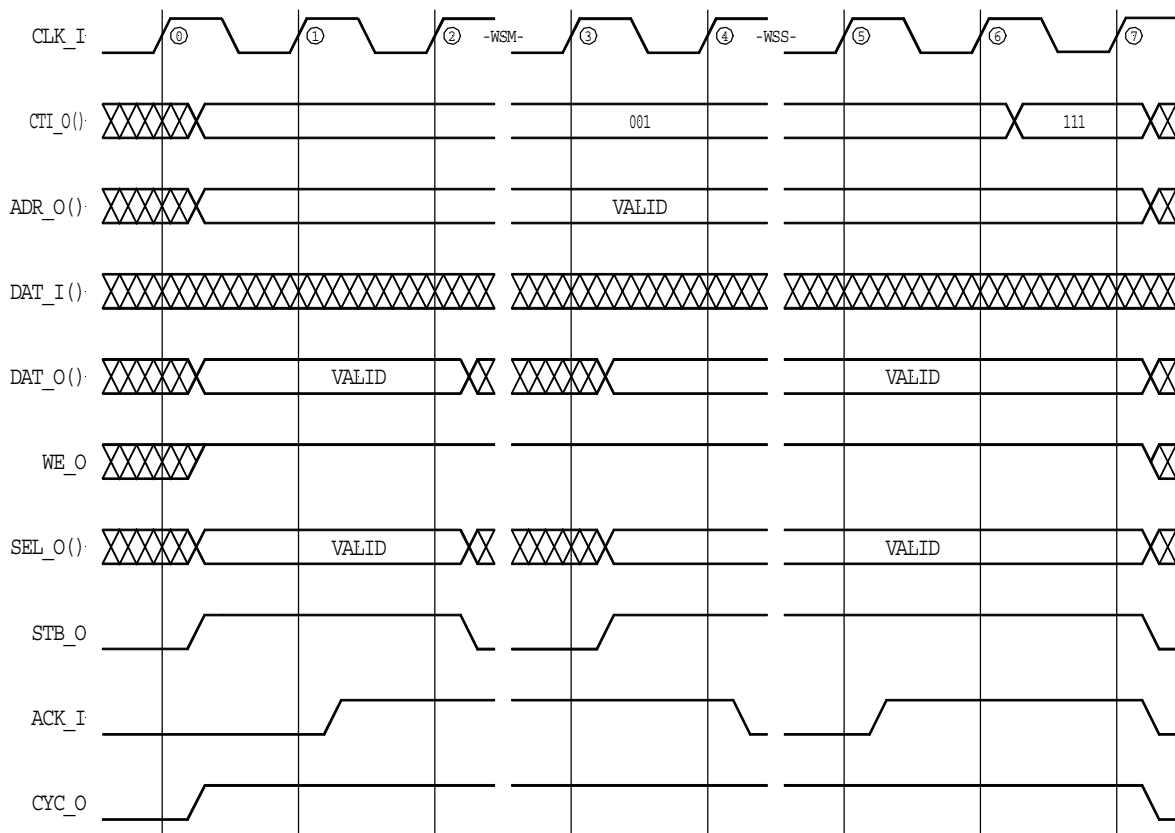 CLK_I 0 1 2 -WSM- 3 4 -WSS- 5 6 7
CTI_O() 001 111
ADR_O() VALID
DAT_I()
DAT_O() VALID VALID
WE_O
SEL_O() VALID VALID
STB_O
ACK_I
CYC_O